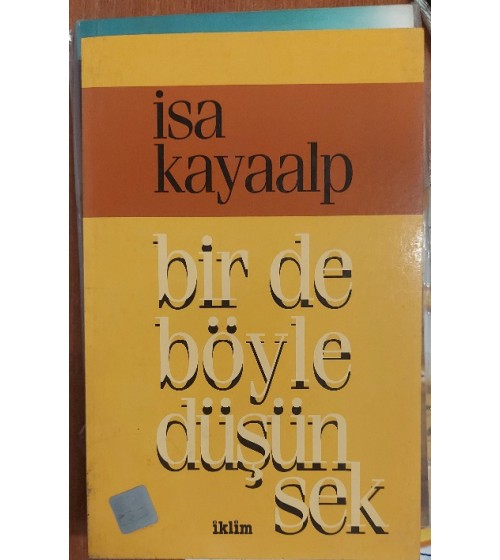 isa
kayaalp
bir de
böyle
düşün
sek
iklim